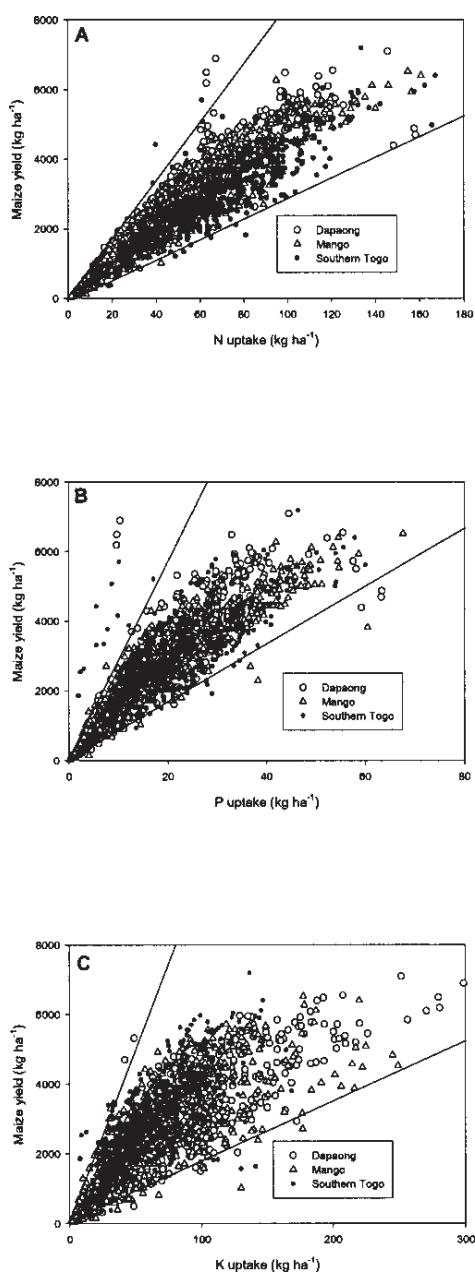 A
8000
6000
4000
2000
0
Maize yield (kg ha⁻¹)
○ Dapaong
△ Mango
• Southern Togo
0 20 40 60 80 100 120 140 160 180
N uptake (kg ha⁻¹)
B
8000
6000
4000
2000
0
Maize yield (kg ha⁻¹)
○ Dapaong
△ Mango
• Southern Togo
0 20 40 60 80
P uptake (kg ha⁻¹)
C
8000
6000
4000
2000
0
Maize yield (kg ha⁻¹)
○ Dapaong
△ Mango
• Southern Togo
0 100 200 300
K uptake (kg ha⁻¹)